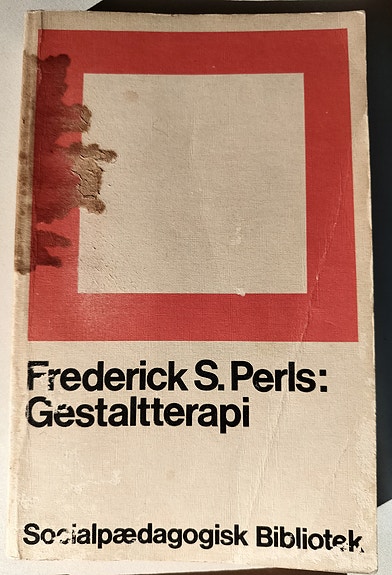 Frederick S. Perls:
Gestaltterapi
Socialpædagogisk Bibliotek